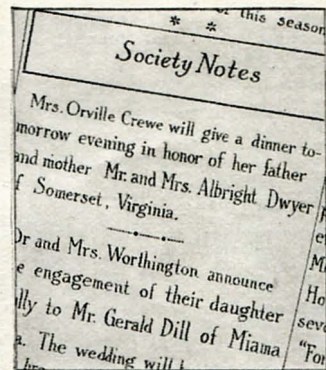 of this season
* *
Society Notes
Mrs. Orville Crewe will give a dinner to-
morrow evening in honor of her father
and mother Mr. and Mrs. Albright Dwyer
f Somerset, Virginia.
Dr and Mrs. Worthington announce
e engagement of their daughter
lly to Mr. Gerald Dill of Miama
a. The wedding will
Ho
seve
"For